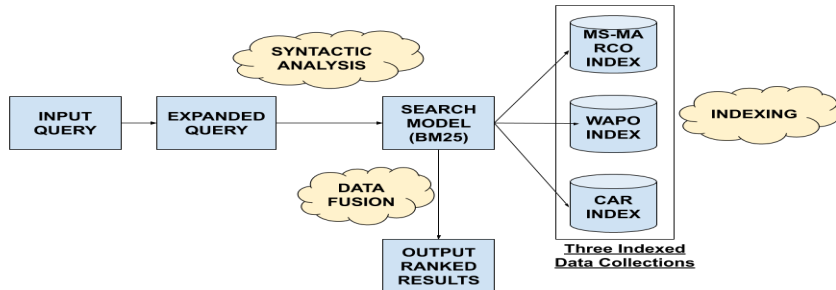 SYNTACTIC
ANALYSIS
MS-MA
RCO
INDEX
INPUT
QUERY
EXPANDED
QUERY
SEARCH
MODEL
(BM25)
WAPO
INDEX
INDEXING
DATA
FUSION
CAR
INDEX
OUTPUT
RANKED
RESULTS
Three Indexed
Data Collections